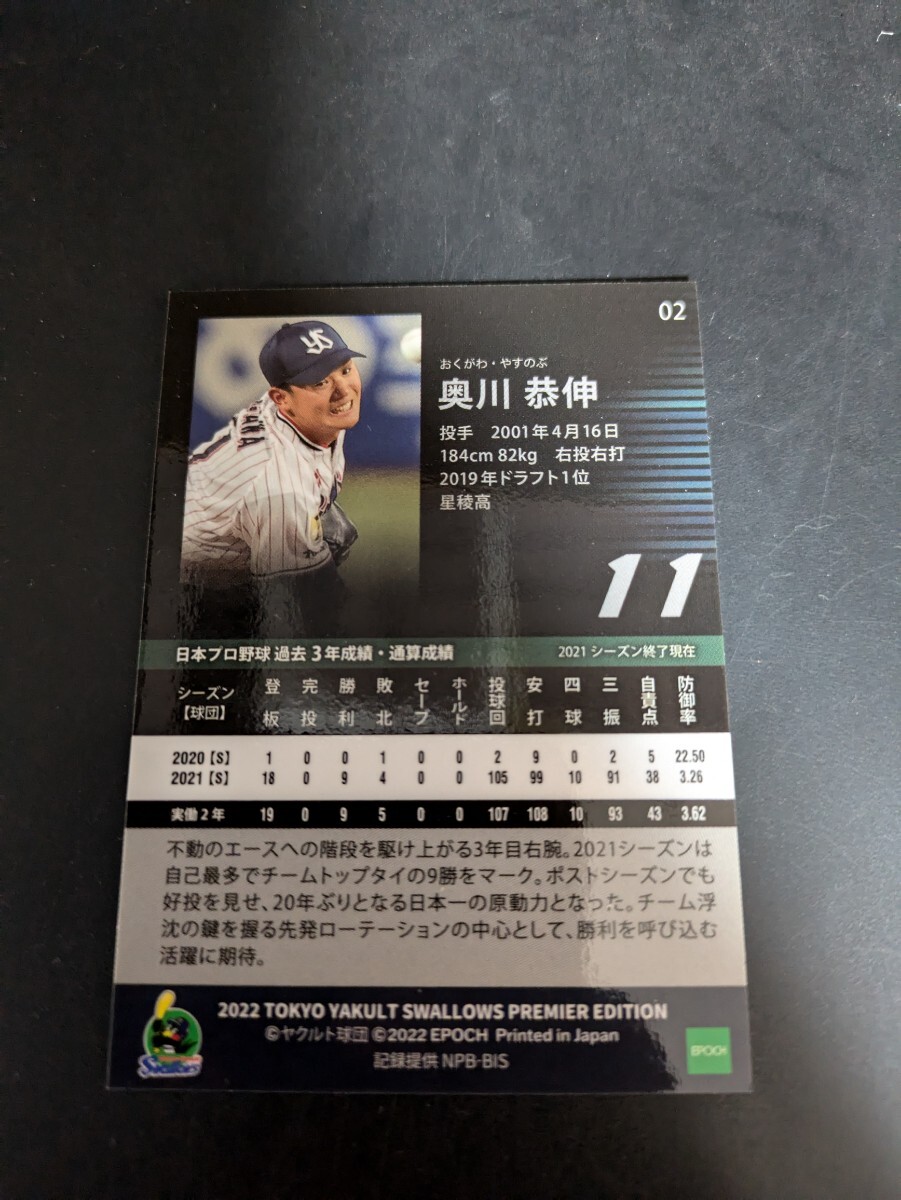 02
おくがわ・やすのぶ
奥川 恭伸
投手 2001年4月16日
184cm 82kg 右投右打
2019年ドラフト1位
星稜高
11
日本プロ野球 過去 3年成績・通算成績 2021 シーズン終了現在
シーズン【球団】 登板 完投 勝利 敗北 セーブ ホールド 投球回 安打 四球 三振 自責点 防御率
2020【S】 1 0 0 1 0 0 2 9 0 2 5 22.50
2021【S】 18 0 9 4 0 0 105 99 10 91 38 3.26
実働2年 19 0 9 5 0 0 107 108 10 93 43 3.62
不動のエースへの階段を駆け上がる3年目右腕。2021シーズンは
自己最多でチームトップタイの9勝をマーク。ポストシーズンでも
好投を見せ、20年ぶりとなる日本一の原動力となった。チーム浮
沈の鍵を握る先発ローテーションの中心として、勝利を呼び込む
活躍に期待。
2022 TOKYO YAKULT SWALLOWS PREMIER EDITION
©ヤクルト球団 ©2022 EPOCH Printed in Japan
記録提供 NPB-BIS
Swallows
EPOCH